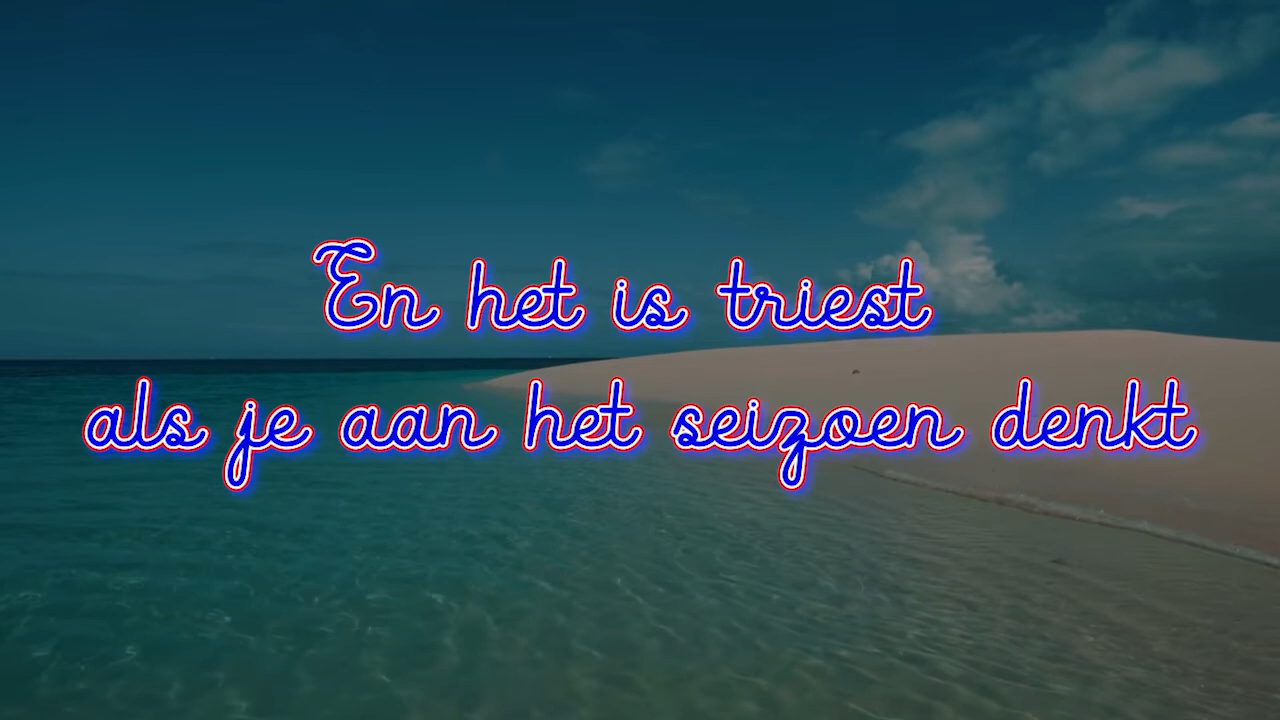 En het is triest
als je aan het seizoen denkt